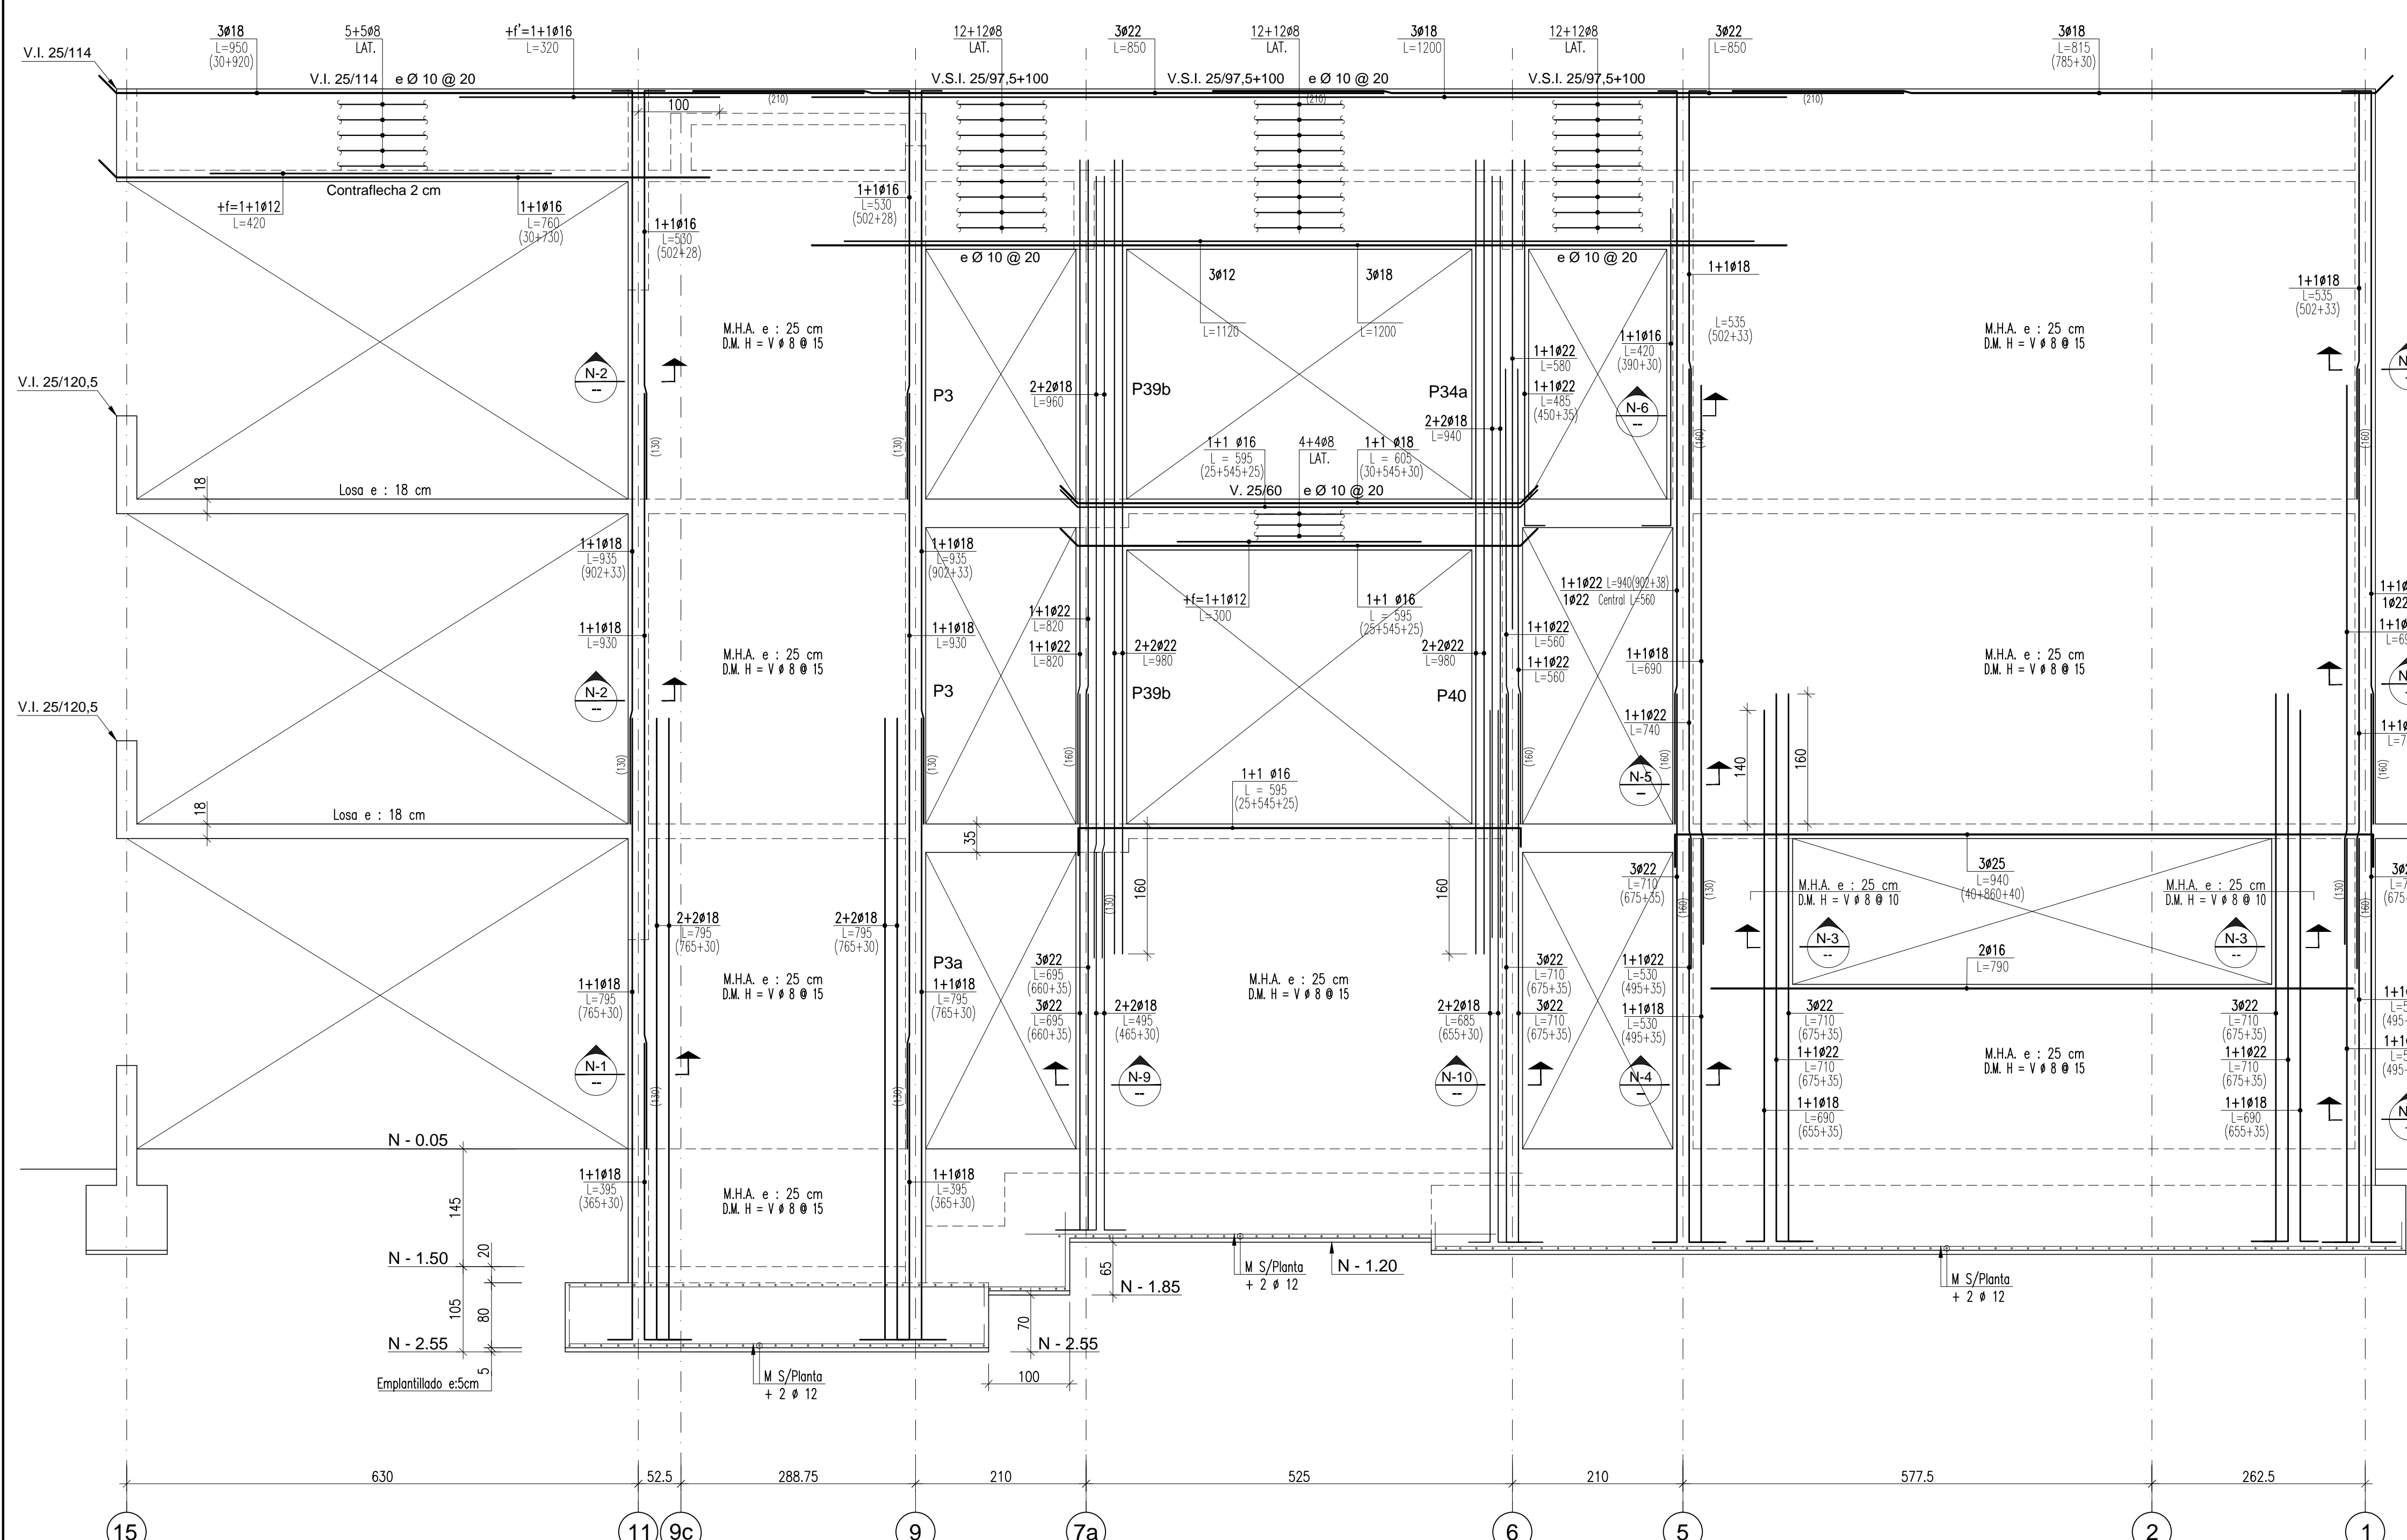 3ø18
L=950
(30+920)
5+5ø8
LAT.
+f'=1+1ø16
L=320
12+12ø8
LAT.
3ø22
L=850
12+12ø8
LAT.
3ø18
L=1200
12+12ø8
LAT.
3ø22
L=850
3ø18
L=815
(785+30)
V.I. 25/114
V.I. 25/114 e Ø 10 @ 20
V.S.I. 25/97,5+100
V.S.I. 25/97,5+100 e Ø 10 @ 20
V.S.I. 25/97,5+100
(210)
(210)
(210)
100
Contraflecha 2 cm
+f=1+1ø12
L=420
1+1ø16
L=760
(30+730)
1+1ø16
L=530
(502+28)
1+1ø16
L=530
(502+28)
e Ø 10 @ 20
e Ø 10 @ 20
3ø12
L=1120
3ø18
L=1200
1+1ø18
L=535
(502+33)
1+1ø18
L=535
(502+33)
M.H.A. e : 25 cm
D.M. H = V ø 8 @ 15
M.H.A. e : 25 cm
D.M. H = V ø 8 @ 15
1+1ø22
L=580
1+1ø16
L=420
(390+30)
V.I. 25/120,5
N-2
--
P3
2+2ø18
L=960
P39b
P34a
1+1ø22
L=485
(450+35)
N-6
--
N
2+2ø18
L=940
(130)
(130)
(160)
(160)
1+1 ø16
L = 595
(25+545+25)
4+4ø8
LAT.
1+1 ø18
L = 605
(30+545+30)
18
Losa e : 18 cm
V. 25/60 e Ø 10 @ 20
1+1ø18
L=935
(902+33)
1+1ø18
L=935
(902+33)
1+1ø22 L=940(902+38)
1ø22 Central L=560
+f=1+1ø12
L=300
1+1 ø16
L = 595
(25+545+25)
1+1ø22
L=820
1+1ø18
L=930
1+1ø18
L=930
1+1ø22
L=820
2+2ø22
L=980
2+2ø22
L=980
1+1ø22
L=560
1+1ø22
L=560
1+1ø18
L=690
M.H.A. e : 25 cm
D.M. H = V ø 8 @ 15
M.H.A. e : 25 cm
D.M. H = V ø 8 @ 15
N-2
--
P3
P39b
P40
V.I. 25/120,5
1+1ø22
L=740
(130)
(130)
(160)
(160)
(160)
(160)
140
160
N-5
--
1+1 ø16
L = 595
(25+545+25)
18
Losa e : 18 cm
35
160
160
(130)
3ø22
L=710
(675+35)
(160)
(130)
3ø25
L=940
(40+860+40)
M.H.A. e : 25 cm
D.M. H = V ø 8 @ 10
M.H.A. e : 25 cm
D.M. H = V ø 8 @ 10
(130)
(160)
N-3
--
N-3
--
2ø16
L=790
2+2ø18
L=795
(765+30)
2+2ø18
L=795
(765+30)
P3a
1+1ø18
L=795
(765+30)
1+1ø18
L=795
(765+30)
M.H.A. e : 25 cm
D.M. H = V ø 8 @ 15
3ø22
L=695
(660+35)
3ø22
L=695
(660+35)
2+2ø18
L=495
(465+30)
M.H.A. e : 25 cm
D.M. H = V ø 8 @ 15
2+2ø18
L=685
(655+30)
3ø22
L=710
(675+35)
3ø22
L=710
(675+35)
1+1ø22
L=530
(495+35)
1+1ø18
L=530
(495+35)
3ø22
L=710
(675+35)
1+1ø22
L=710
(675+35)
1+1ø18
L=690
(655+35)
M.H.A. e : 25 cm
D.M. H = V ø 8 @ 15
3ø22
L=710
(675+35)
1+1ø22
L=710
(675+35)
1+1ø18
L=690
(655+35)
N-1
--
(130)
(130)
N-9
--
N-10
--
N-4
--
N - 0.05
1+1ø18
L=395
(365+30)
1+1ø18
L=395
(365+30)
M.H.A. e : 25 cm
D.M. H = V ø 8 @ 15
145
N - 1.50
20
105
80
N - 2.55
5
Emplantillado e:5cm
M S/Planta
+ 2 ø 12
70
N - 2.55
100
65
N - 1.85
M S/Planta
+ 2 ø 12
N - 1.20
M S/Planta
+ 2 ø 12
630
52.5
288.75
210
525
210
577.5
262.5
15
11
9c
9
7a
6
5
2
1